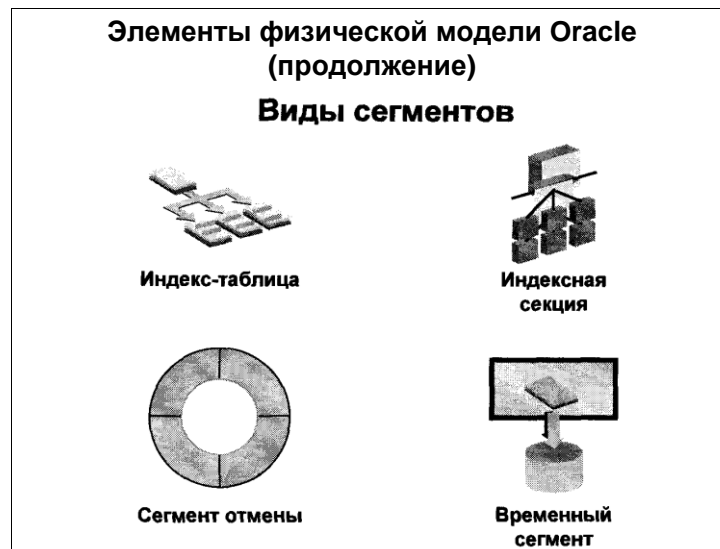 Элементы физической модели Oracle
(продолжение)
Виды сегментов
Индекс-таблица
Индексная
секция
Сегмент отмены
Временный
сегмент